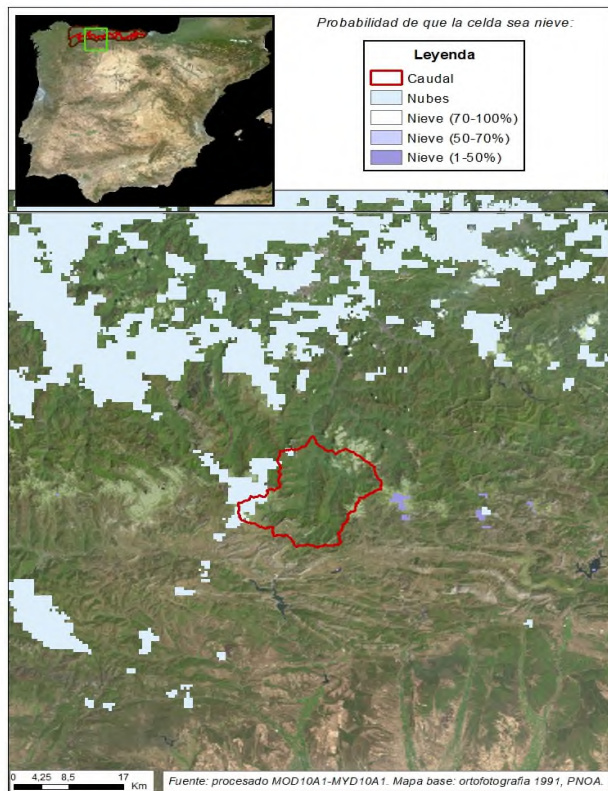 Probabilidad de que la celda sea nieve:
Leyenda
Caudal
Nubes
Nieve (70-100%)
Nieve (50-70%)
Nieve (1-50%)
0 4,25 8,5 17
Km
Fuente: procesado MOD10A1-MYD10A1. Mapa base: ortofotografia 1991, PNOA.